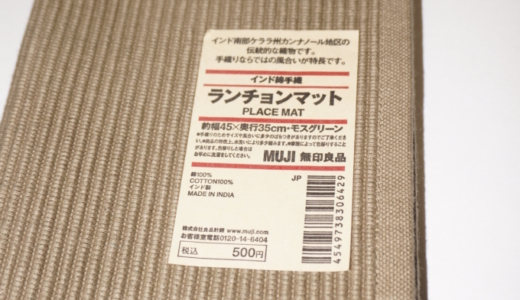 インド南部ケララ州カンナノール地区の
伝統的な織物です。
手織りならではの風合いが特長です。
インド綿手織
ランチョンマット
PLACE MAT
約幅45×奥行35cm・モスグリーン
MUJI 無印良品
JP
綿100%
COTTON100%
インド製
MADE IN INDIA
株式会社良品計画 www.muji.com
お客様室電話0120-14-6404
税込 500円
4549738306429